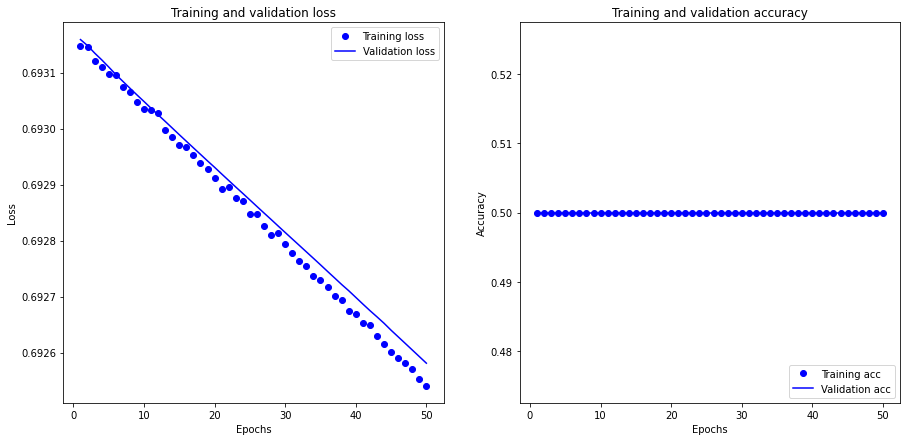 Training and validation loss
Training loss
Validation loss
0.6931
0.6930
0.6929
0.6928
0.6927
0.6926
Loss
0 10 20 30 40 50
Epochs
Training and validation accuracy
0.52
0.51
0.50
0.49
0.48
Accuracy
Training acc
Validation acc
0 10 20 30 40 50
Epochs